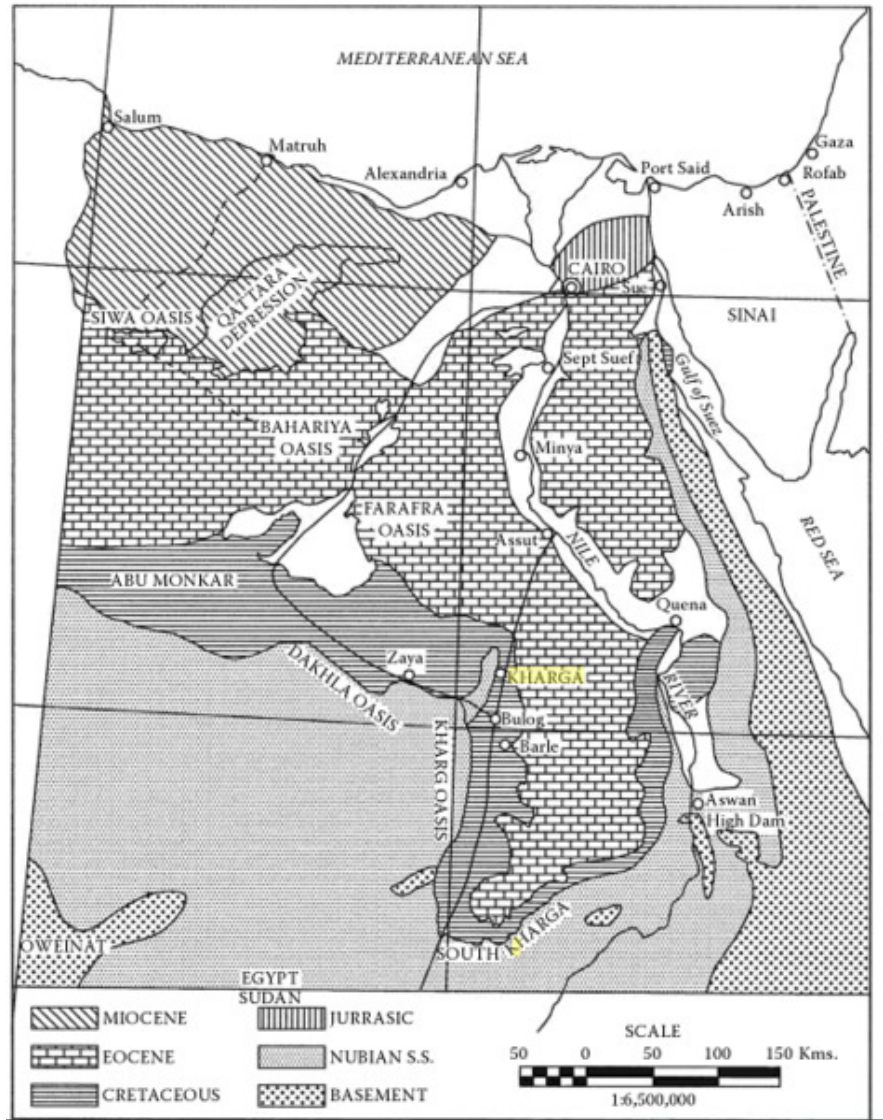 MEDITERRANEAN SEA
Salum
Matruh
Alexandria
Port Said
Gaza
Rofab
Arish
PALESTINE
CAIRO
Sue
SINAI
SIWA OASIS
QATTARA
DEPRESSION
Sept Suef
Gulf of Suez
BAHARIYA
OASIS
Minya
FARAFRA
OASIS
Assut
NILE
RED SEA
ABU MONKAR
Quena
Zaya
KHARGA
DAKHLA OASIS
RIVER
Bulog
Barle
KHARG OASIS
Aswan
High Dam
OWEINAT
SOUTH KHARGA
EGYPT
SUDAN
MIOCENE
JURRASIC
EOCENE
NUBIAN S.S.
CRETACEOUS
BASEMENT
SCALE
50 0 50 100 150 Kms.
1:6,500,000